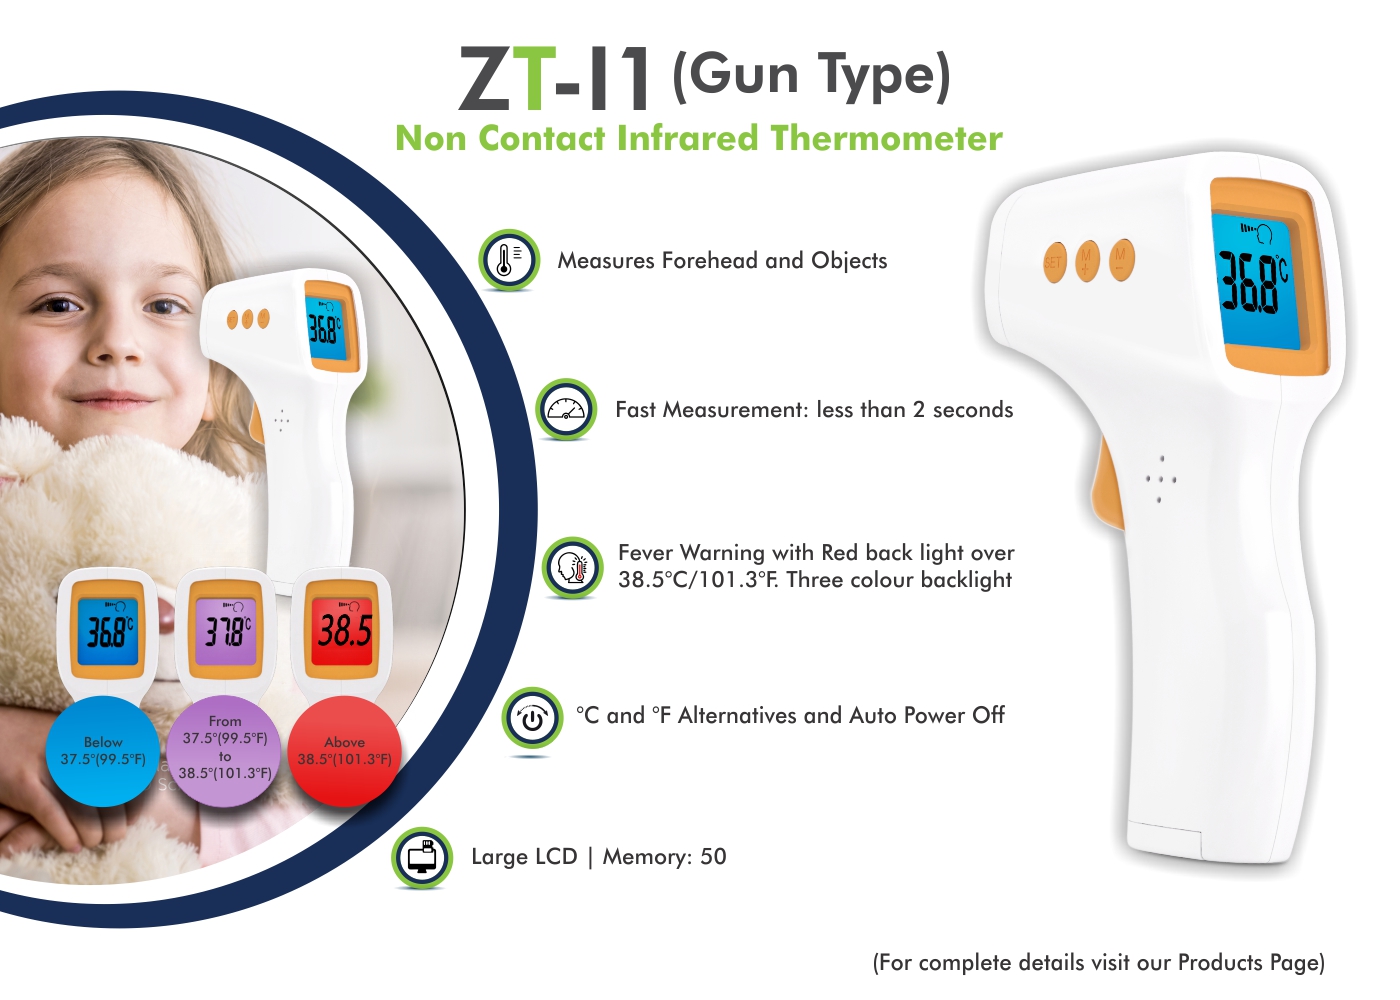 ZT-I1 (Gun Type)
Non Contact Infrared Thermometer
Measures Forehead and Objects
Fast Measurement: less than 2 seconds
Fever Warning with Red back light over
38.5°C/101.3°F. Three colour backlight
°C and °F Alternatives and Auto Power Off
Large LCD | Memory: 50
SET
M
+
M
-
36.8°C
36.8°C
36.8°C
37.8°C
38.5
Below
37.5°(99.5°F)
From
37.5°(99.5°F)
to
38.5°(101.3°F)
Above
38.5°(101.3°F)
(For complete details visit our Products Page)